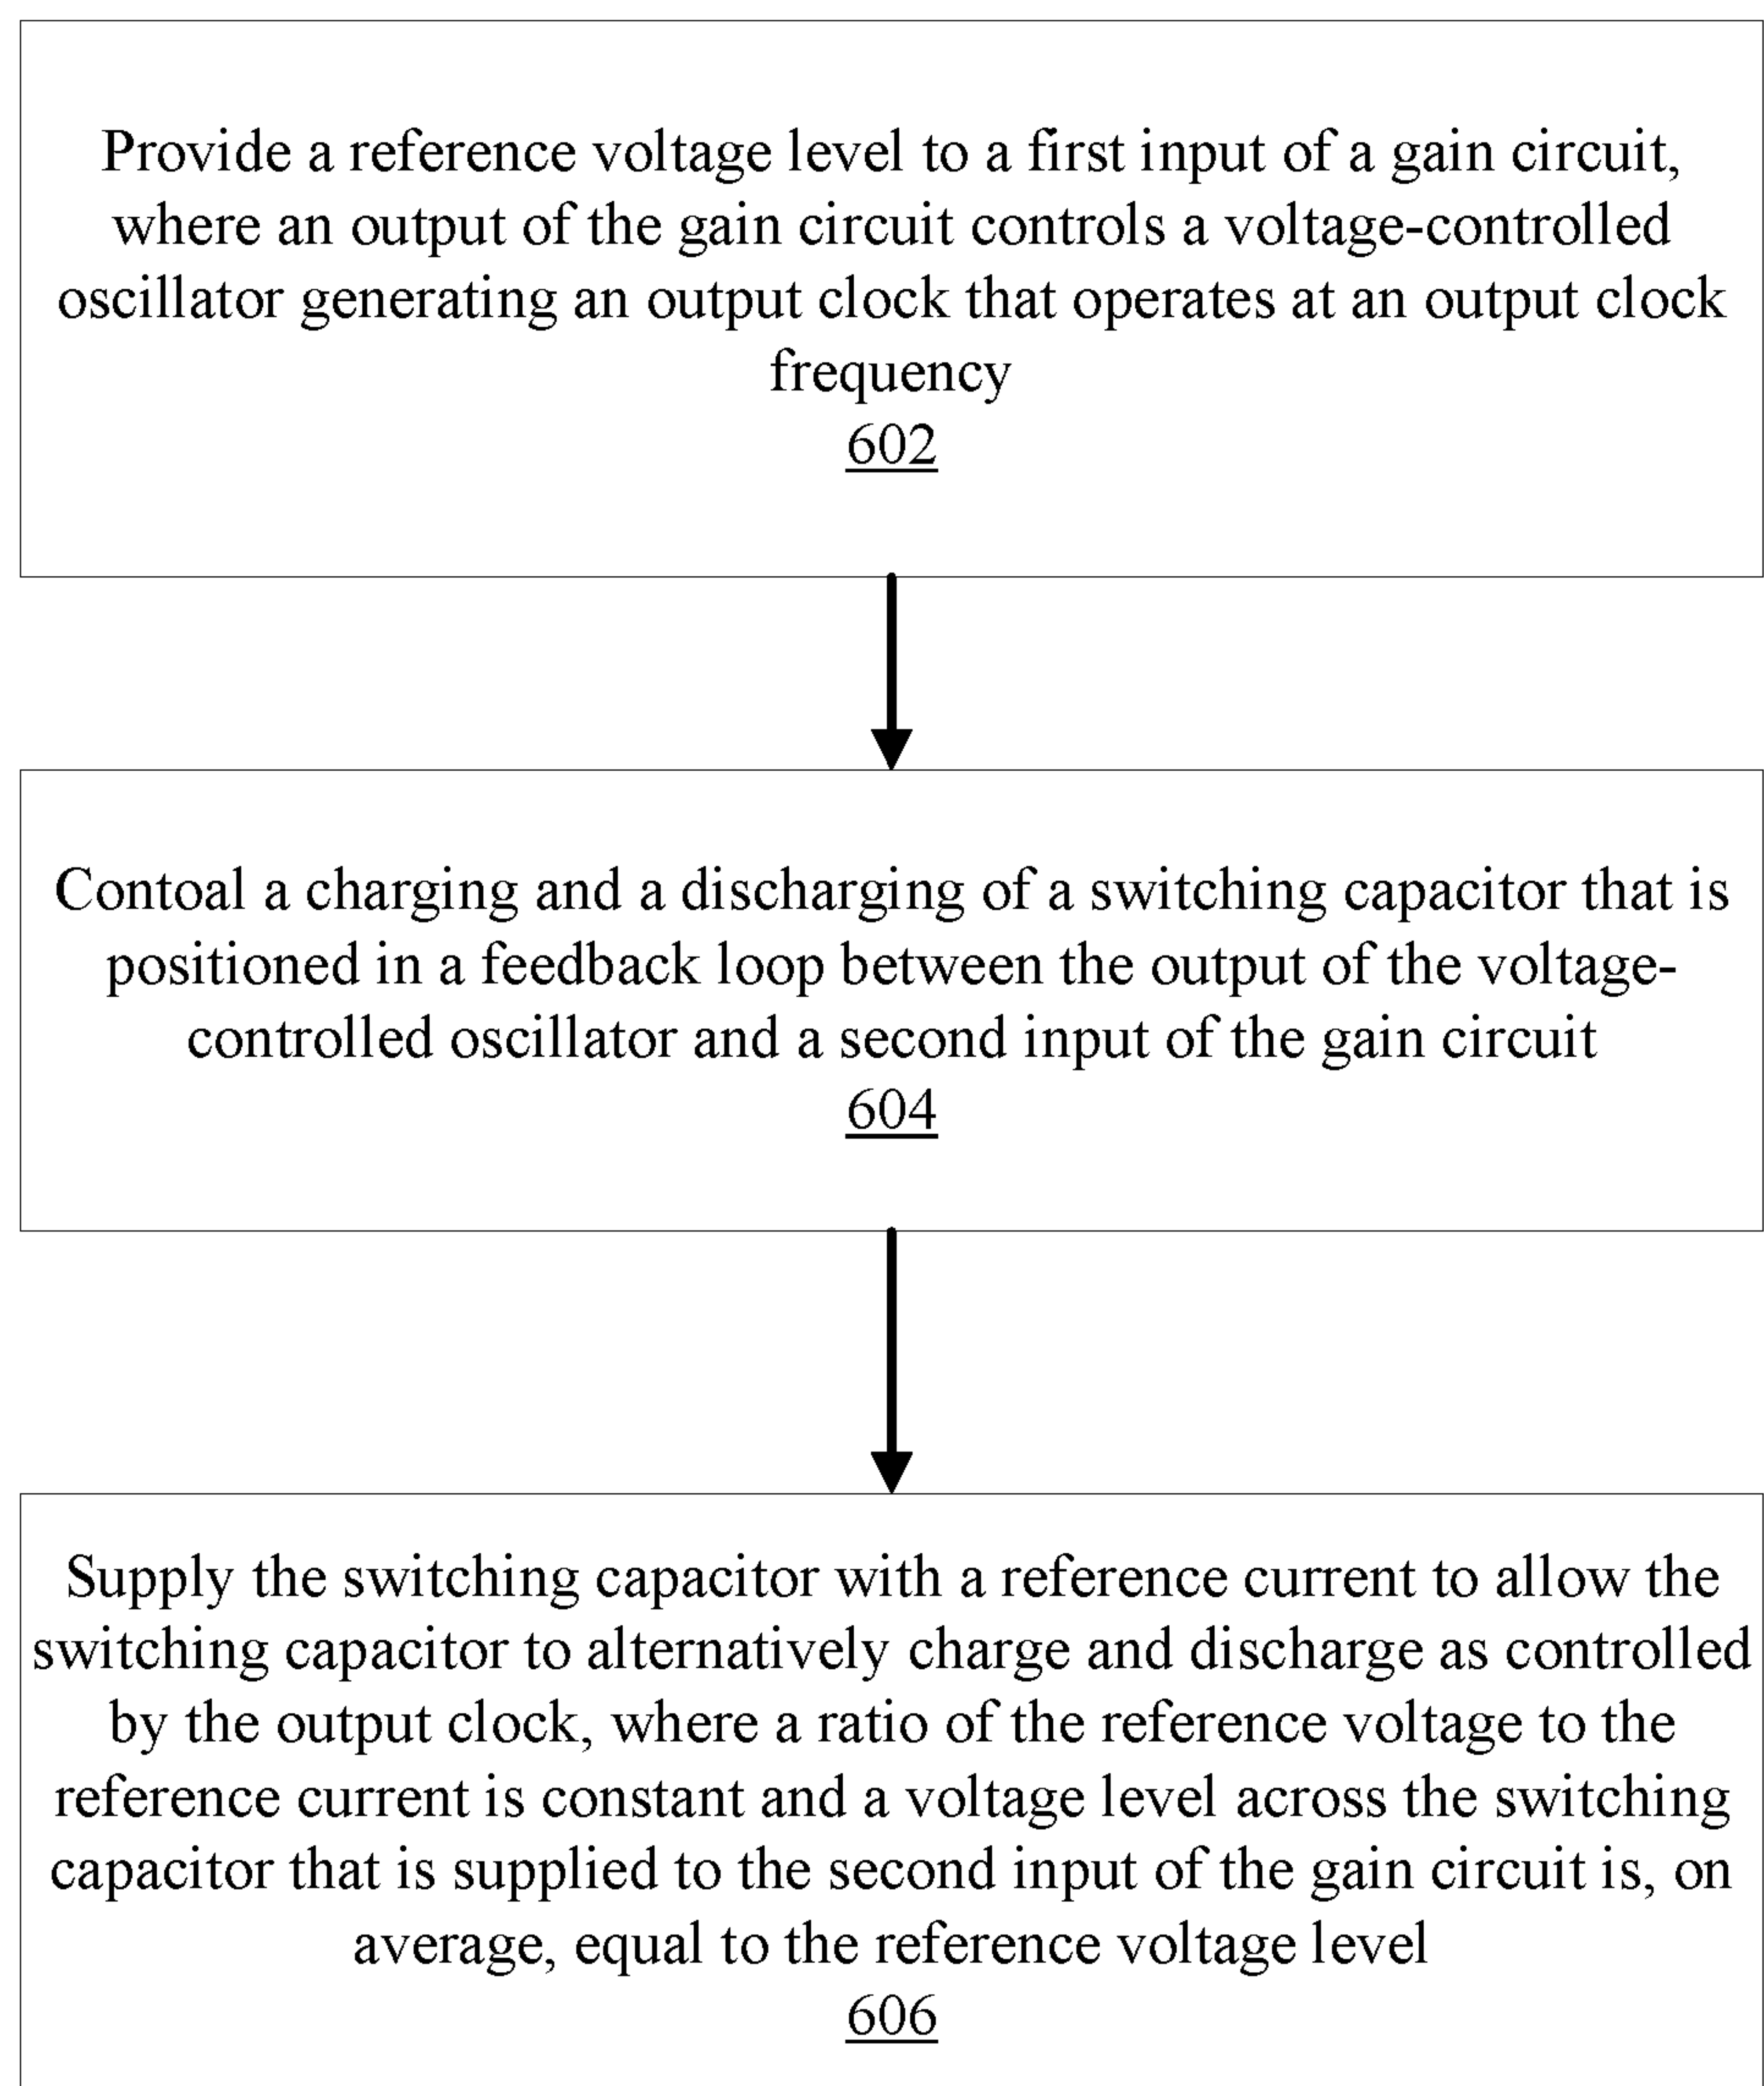 Provide a reference voltage level to a first input of a gain circuit,
where an output of the gain circuit controls a voltage-controlled
oscillator generating an output clock that operates at an output clock
frequency
602
Contoal a charging and a discharging of a switching capacitor that is
positioned in a feedback loop between the output of the voltage-
controlled oscillator and a second input of the gain circuit
604
Supply the switching capacitor with a reference current to allow the
switching capacitor to alternatively charge and discharge as controlled
by the output clock, where a ratio of the reference voltage to the
reference current is constant and a voltage level across the switching
capacitor that is supplied to the second input of the gain circuit is, on
average, equal to the reference voltage level
606